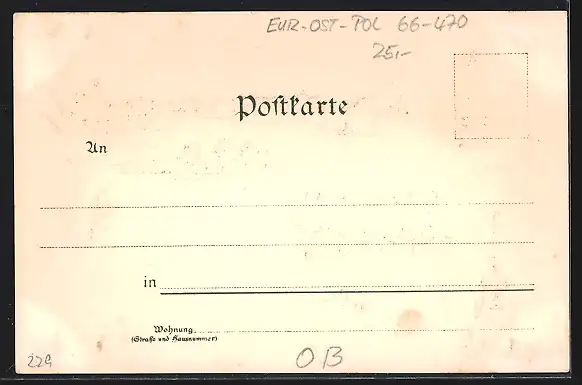 EUR-OST-POL 66-470
25,-
Poſtkarte
An
in
Wohnung
(Straße und Hausnummer)
OB
229